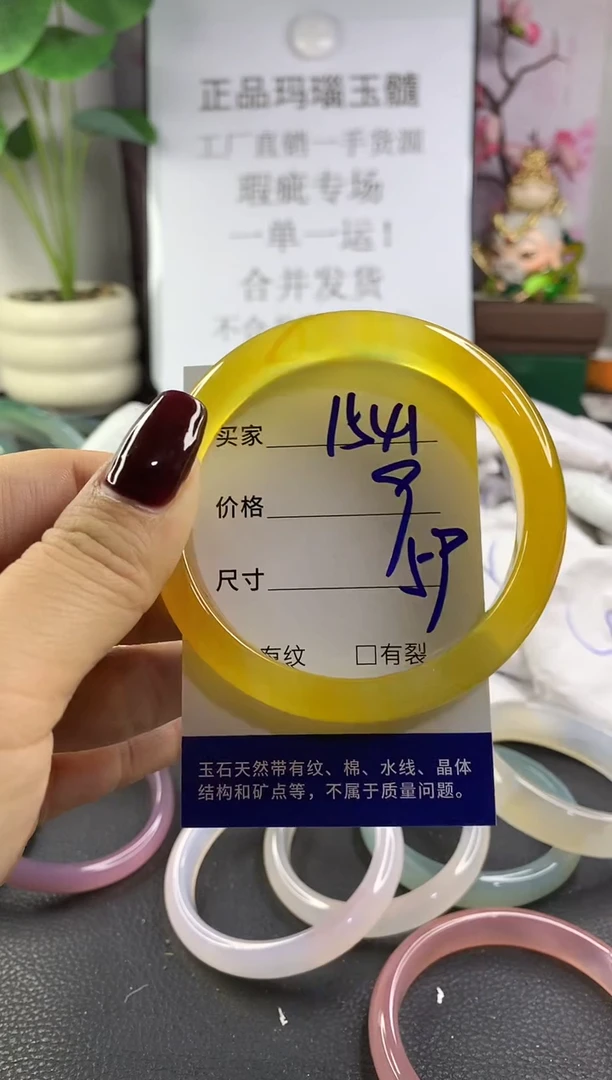 正品玛瑙玉髓
工厂直销一手货源
瑕疵专场
一单一运！
合并发货
买家 1541
价格
尺寸
有纹 □有裂
玉石天然带有纹、棉、水线、晶体
结构和矿点等，不属于质量问题。